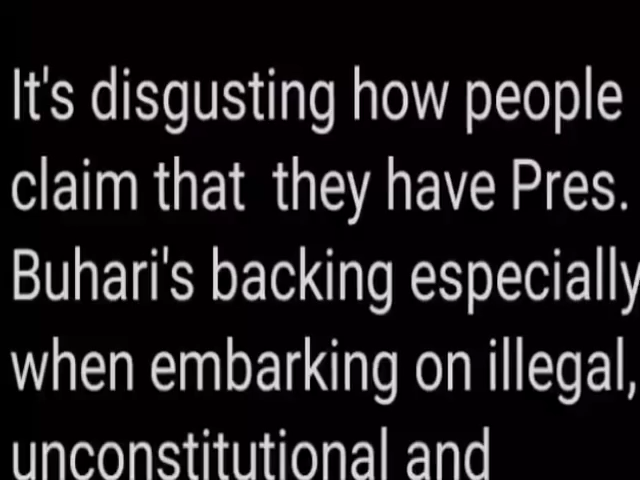 It's disgusting how people
claim that  they have Pres.
Buhari's backing especially
when embarking on illegal,
unconstitutional and